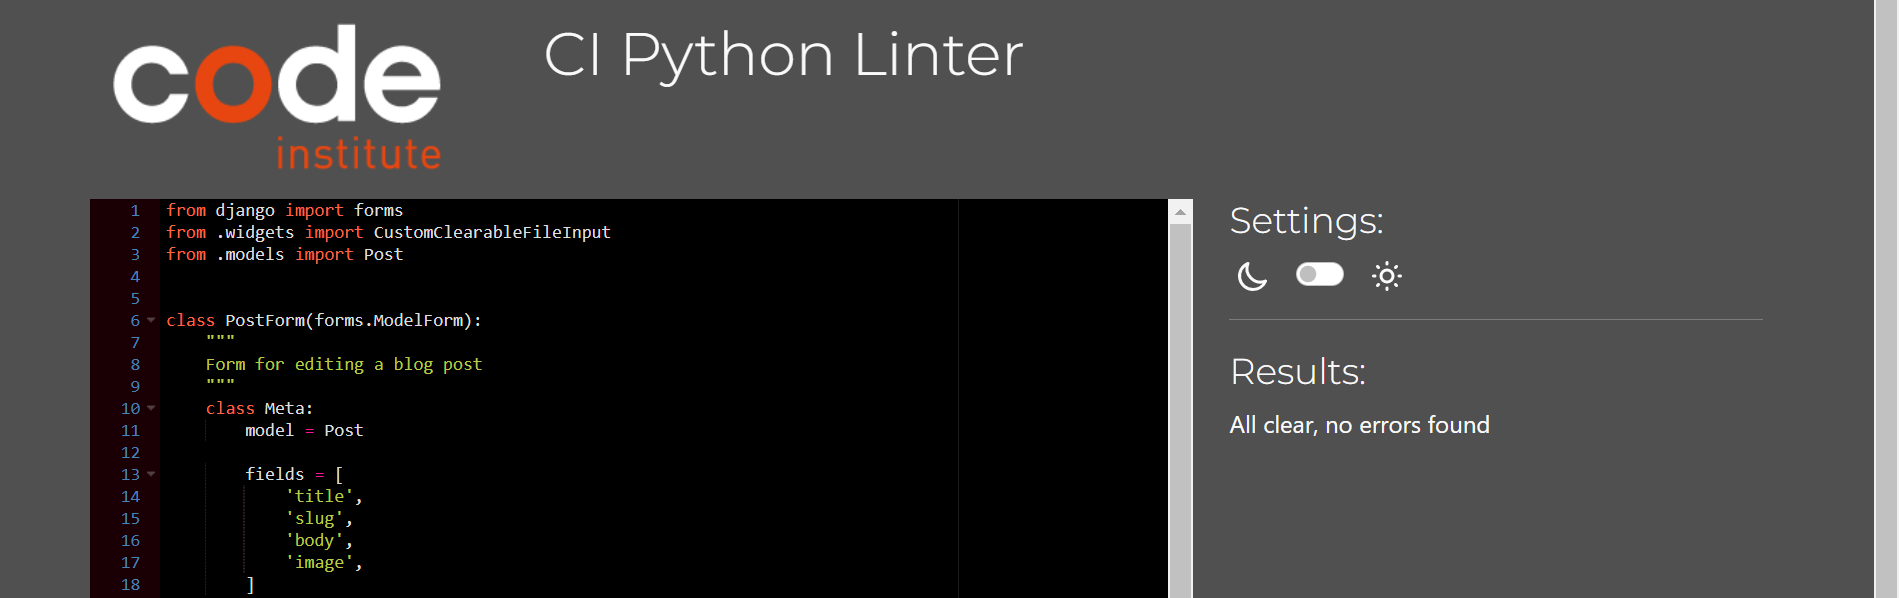 code
institute
CI Python Linter
1 from django import forms
2 from .widgets import CustomClearableFileInput
3 from .models import Post
4
5
6 class PostForm(forms.ModelForm):
7     """
8     Form for editing a blog post
9     """
10     class Meta:
11         model = Post
12
13         fields = [
14             'title',
15             'slug',
16             'body',
17             'image',
18         ]
Settings:
Results:
All clear, no errors found